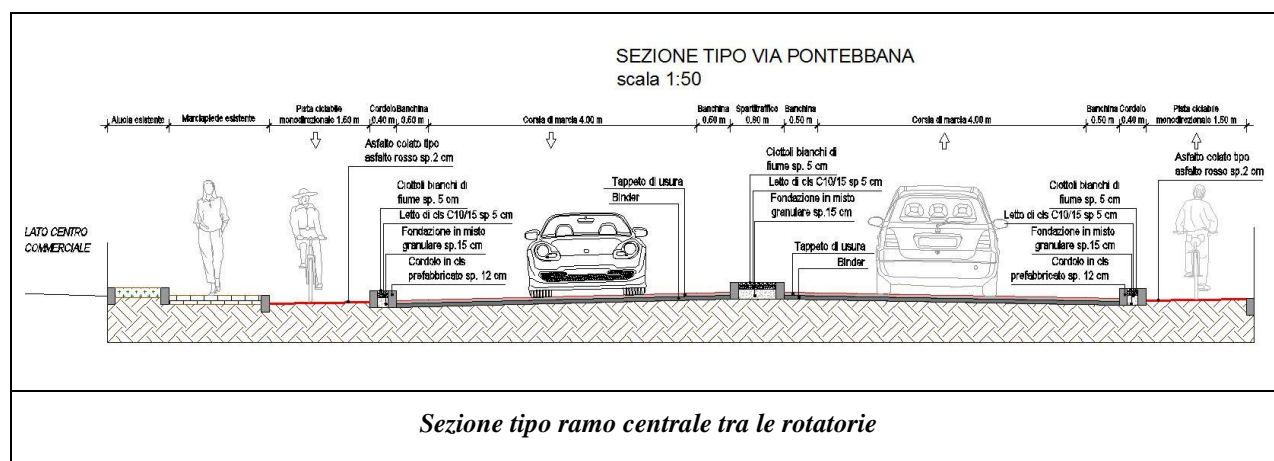 SEZIONE TIPO VIA PONTEBBANA
scala 1:50
Aiuola esistente
Marciapiede esistente
Pista ciclabile
monodirezionale 1.50 m
Cordolo
0.40 m
Banchina
0.50 m
Corsia di marcia 4.00 m
Banchina
0.50 m
Spartitraffico
0.80 m
Banchina
0.50 m
Corsia di marcia 4.00 m
Banchina
0.50 m
Cordolo
0.40 m
Pista ciclabile
monodirezionale 1.50 m
Asfalto colato tipo
asfalto rosso sp.2 cm
Ciottoli bianchi di
fiume sp. 5 cm
Letto di cls C10/15 sp 5 cm
Fondazione in misto
granulare sp.15 cm
Cordolo in cls
prefabbricato sp. 12 cm
Tappeto di usura
Binder
Ciottoli bianchi di
fiume sp. 5 cm
Letto di cls C10/15 sp 5 cm
Fondazione in misto
granulare sp.15 cm
Tappeto di usura
Binder
Ciottoli bianchi di
fiume sp. 5 cm
Letto di cls C10/15 sp 5 cm
Fondazione in misto
granulare sp.15 cm
Cordolo in cls
prefabbricato sp. 12 cm
Asfalto colato tipo
asfalto rosso sp.2 cm
LATO CENTRO
COMMERCIALE
Sezione tipo ramo centrale tra le rotatorie